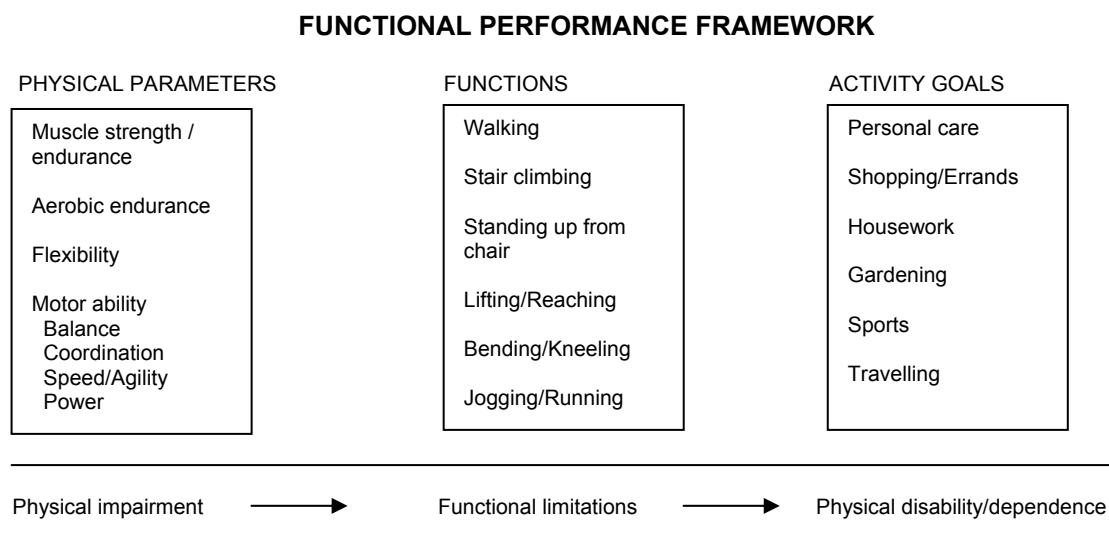 FUNCTIONAL PERFORMANCE FRAMEWORK
PHYSICAL PARAMETERS
Muscle strength /
endurance
Aerobic endurance
Flexibility
Motor ability
Balance
Coordination
Speed/Agility
Power
FUNCTIONS
Walking
Stair climbing
Standing up from
chair
Lifting/Reaching
Bending/Kneeling
Jogging/Running
ACTIVITY GOALS
Personal care
Shopping/Errands
Housework
Gardening
Sports
Travelling
Physical impairment
Functional limitations
Physical disability/dependence